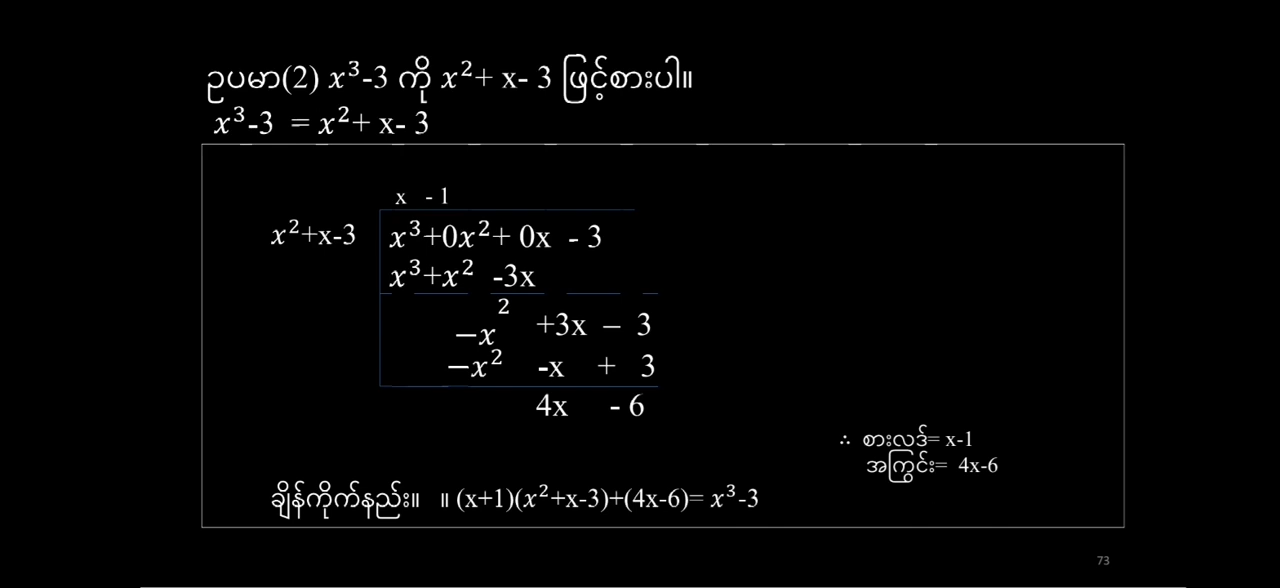 ဥပမာ(2) x³-3 ကို x²+ x- 3 ဖြင့်စားပါ။
x³-3 = x²+ x- 3
x - 1
x²+x-3 x³+0x²+ 0x - 3
x³+x² -3x
−x² +3x − 3
−x² -x + 3
4x - 6
∴ စားလဒ်= x-1
အကြွင်း= 4x-6
ချိန်ကိုက်နည်း။ ။ (x+1)(x²+x-3)+(4x-6)= x³-3
73